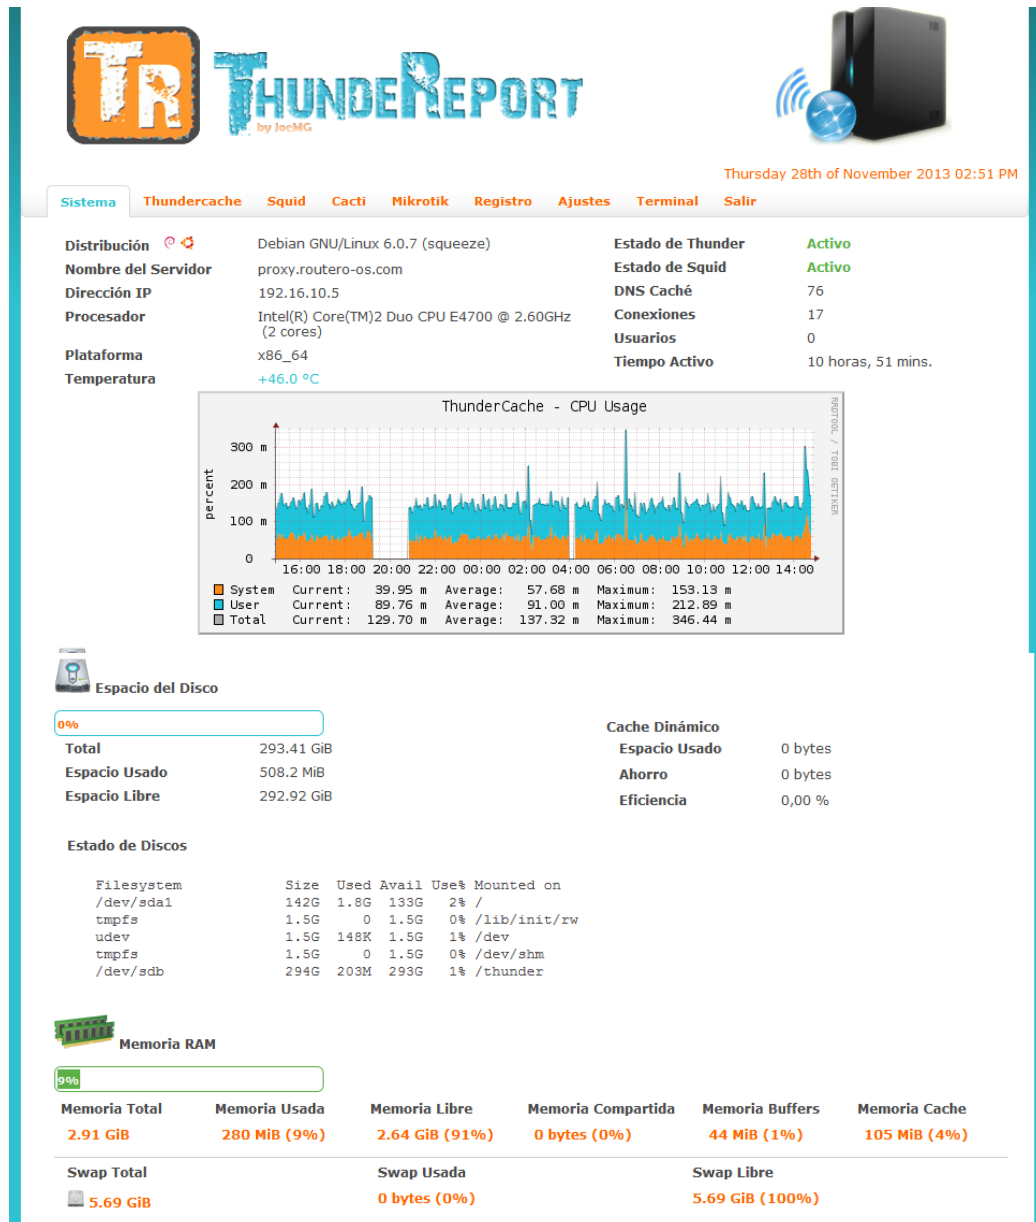 TR THUNDEREPORT
by JoeMG
Thursday 28th of November 2013 02:51 PM
Sistema Thundercache Squid Cacti Mikrotik Registro Ajustes Terminal Salir
Distribución Debian GNU/Linux 6.0.7 (squeeze) Estado de Thunder Activo
Nombre del Servidor proxy.routero-os.com Estado de Squid Activo
Dirección IP 192.16.10.5 DNS Caché 76
Procesador Intel(R) Core(TM)2 Duo CPU E4700 @ 2.60GHz Conexiones 17
(2 cores) Usuarios 0
Plataforma x86_64 Tiempo Activo 10 horas, 51 mins.
Temperatura +46.0 ºC
ThunderCache - CPU Usage
RRDTOOL / TOBI OETIKER
percent
300 m
200 m
100 m
0
16:00 18:00 20:00 22:00 00:00 02:00 04:00 06:00 08:00 10:00 12:00 14:00
System Current: 39.95 m Average: 57.68 m Maximum: 153.13 m
User Current: 89.76 m Average: 91.00 m Maximum: 212.89 m
Total Current: 129.70 m Average: 137.32 m Maximum: 346.44 m
Espacio del Disco
0%
Cache Dinámico
Total 293.41 GiB Espacio Usado 0 bytes
Espacio Usado 508.2 MiB Ahorro 0 bytes
Espacio Libre 292.92 GiB Eficiencia 0,00 %
Estado de Discos
Filesystem Size Used Avail Use% Mounted on
/dev/sda1 142G 1.8G 133G 2% /
tmpfs 1.5G 0 1.5G 0% /lib/init/rw
udev 1.5G 148K 1.5G 1% /dev
tmpfs 1.5G 0 1.5G 0% /dev/shm
/dev/sdb 294G 203M 293G 1% /thunder
Memoria RAM
9%
Memoria Total Memoria Usada Memoria Libre Memoria Compartida Memoria Buffers Memoria Cache
2.91 GiB 280 MiB (9%) 2.64 GiB (91%) 0 bytes (0%) 44 MiB (1%) 105 MiB (4%)
Swap Total Swap Usada Swap Libre
5.69 GiB 0 bytes (0%) 5.69 GiB (100%)